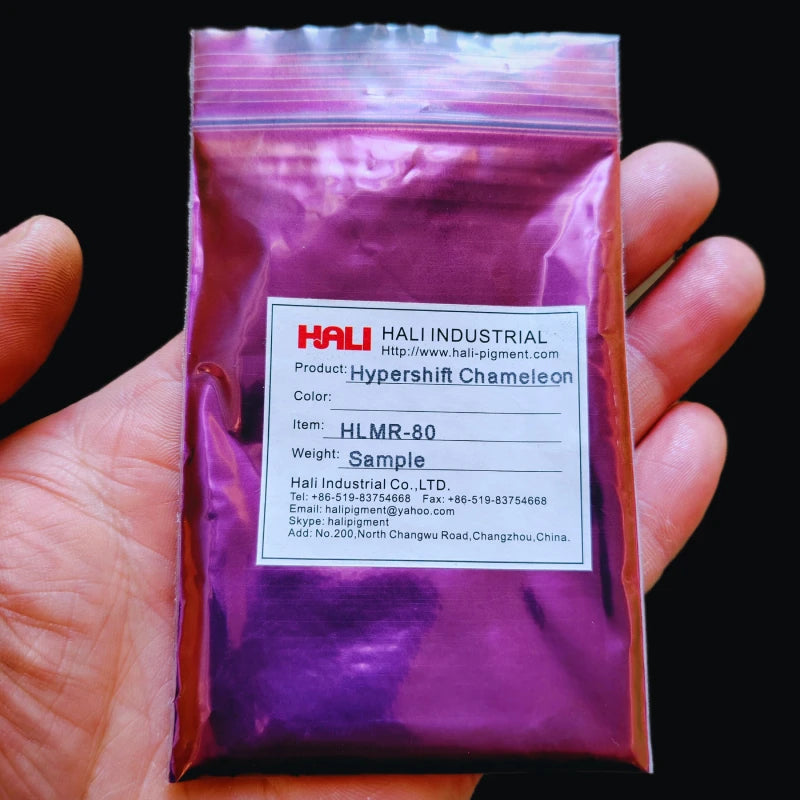 HALI HALI INDUSTRIAL
Http://www.hali-pigment.com
Product: Hypershift Chameleon
Color:
Item: HLMR-80
Weight: Sample
Hali Industrial Co.,LTD.
Tel: +86-519-83754668 Fax: +86-519-83754668
Email: halipigment@yahoo.com
Skype: halipigment
Add: No.200,North Changwu Road,Changzhou,China.